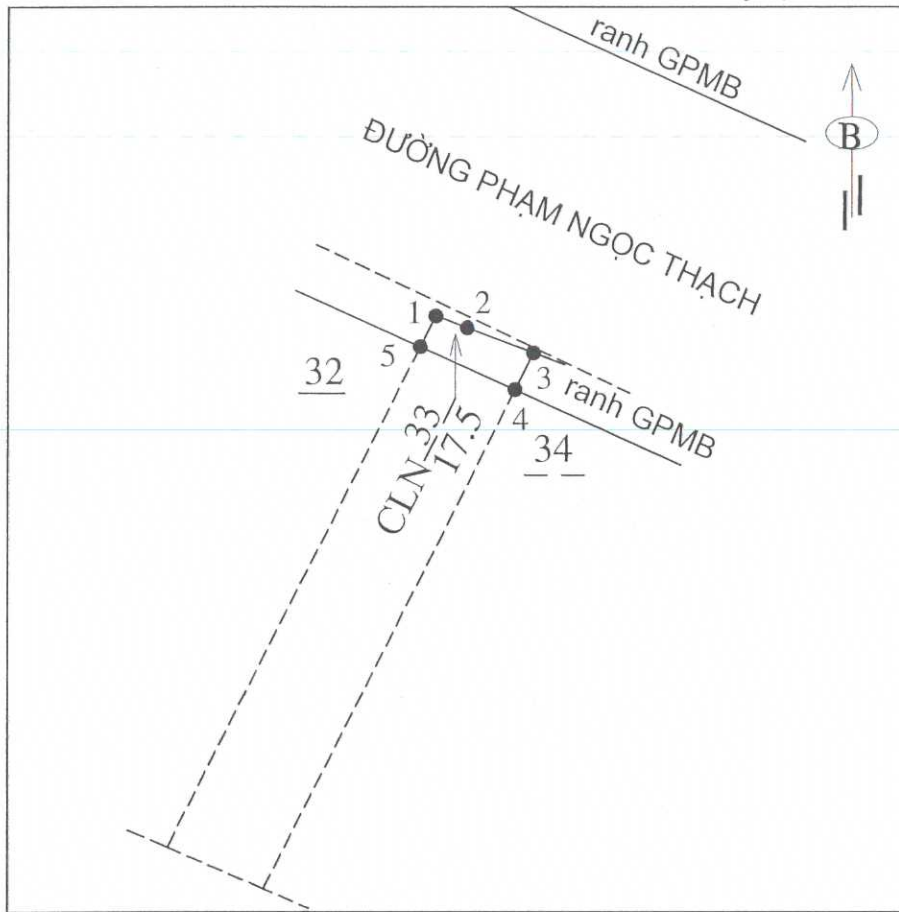 ranh GPMB
B
ĐƯỜNG PHẠM NGỌC THẠCH
1
2
3
4
5
32
ranh GPMB
CLN 33
17.5
34